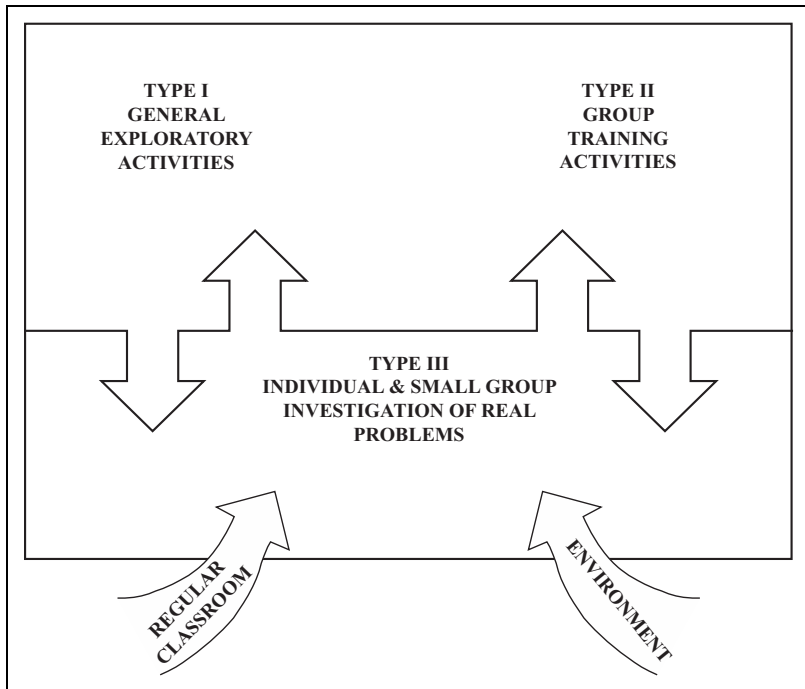 TYPE I
GENERAL
EXPLORATORY
ACTIVITIES
TYPE II
GROUP
TRAINING
ACTIVITIES
TYPE III
INDIVIDUAL & SMALL GROUP
INVESTIGATION OF REAL
PROBLEMS
REGULAR
CLASSROOM
ENVIRONMENT